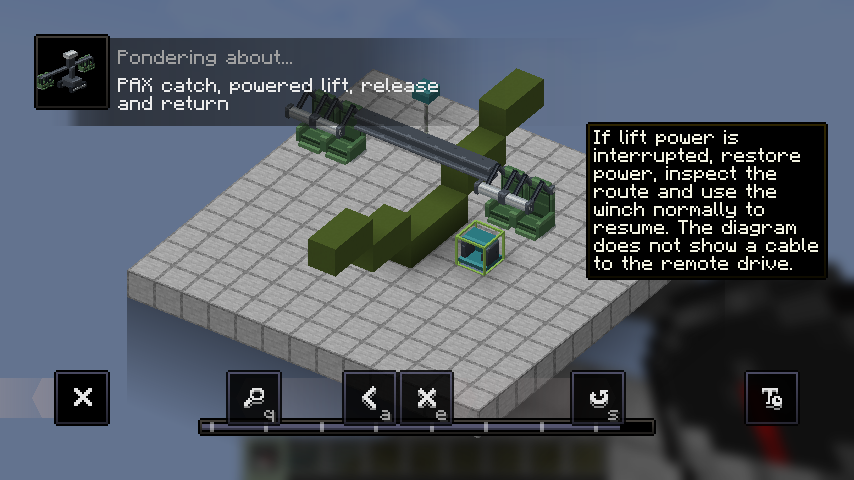 Pondering about...
PAX catch, powered lift, release
and return
If lift power is
interrupted, restore
power, inspect the
route and use the
winch normally to
resume. The diagram
does not show a cable
to the remote drive.
q
a
e
s